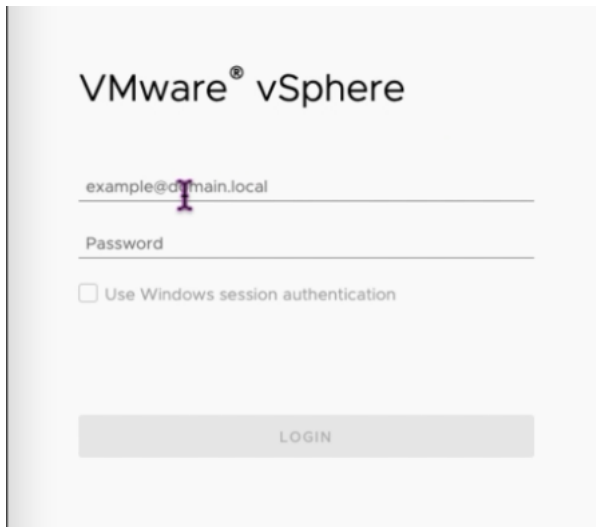 VMware® vSphere
example@domain.local
Password
Use Windows session authentication
LOGIN